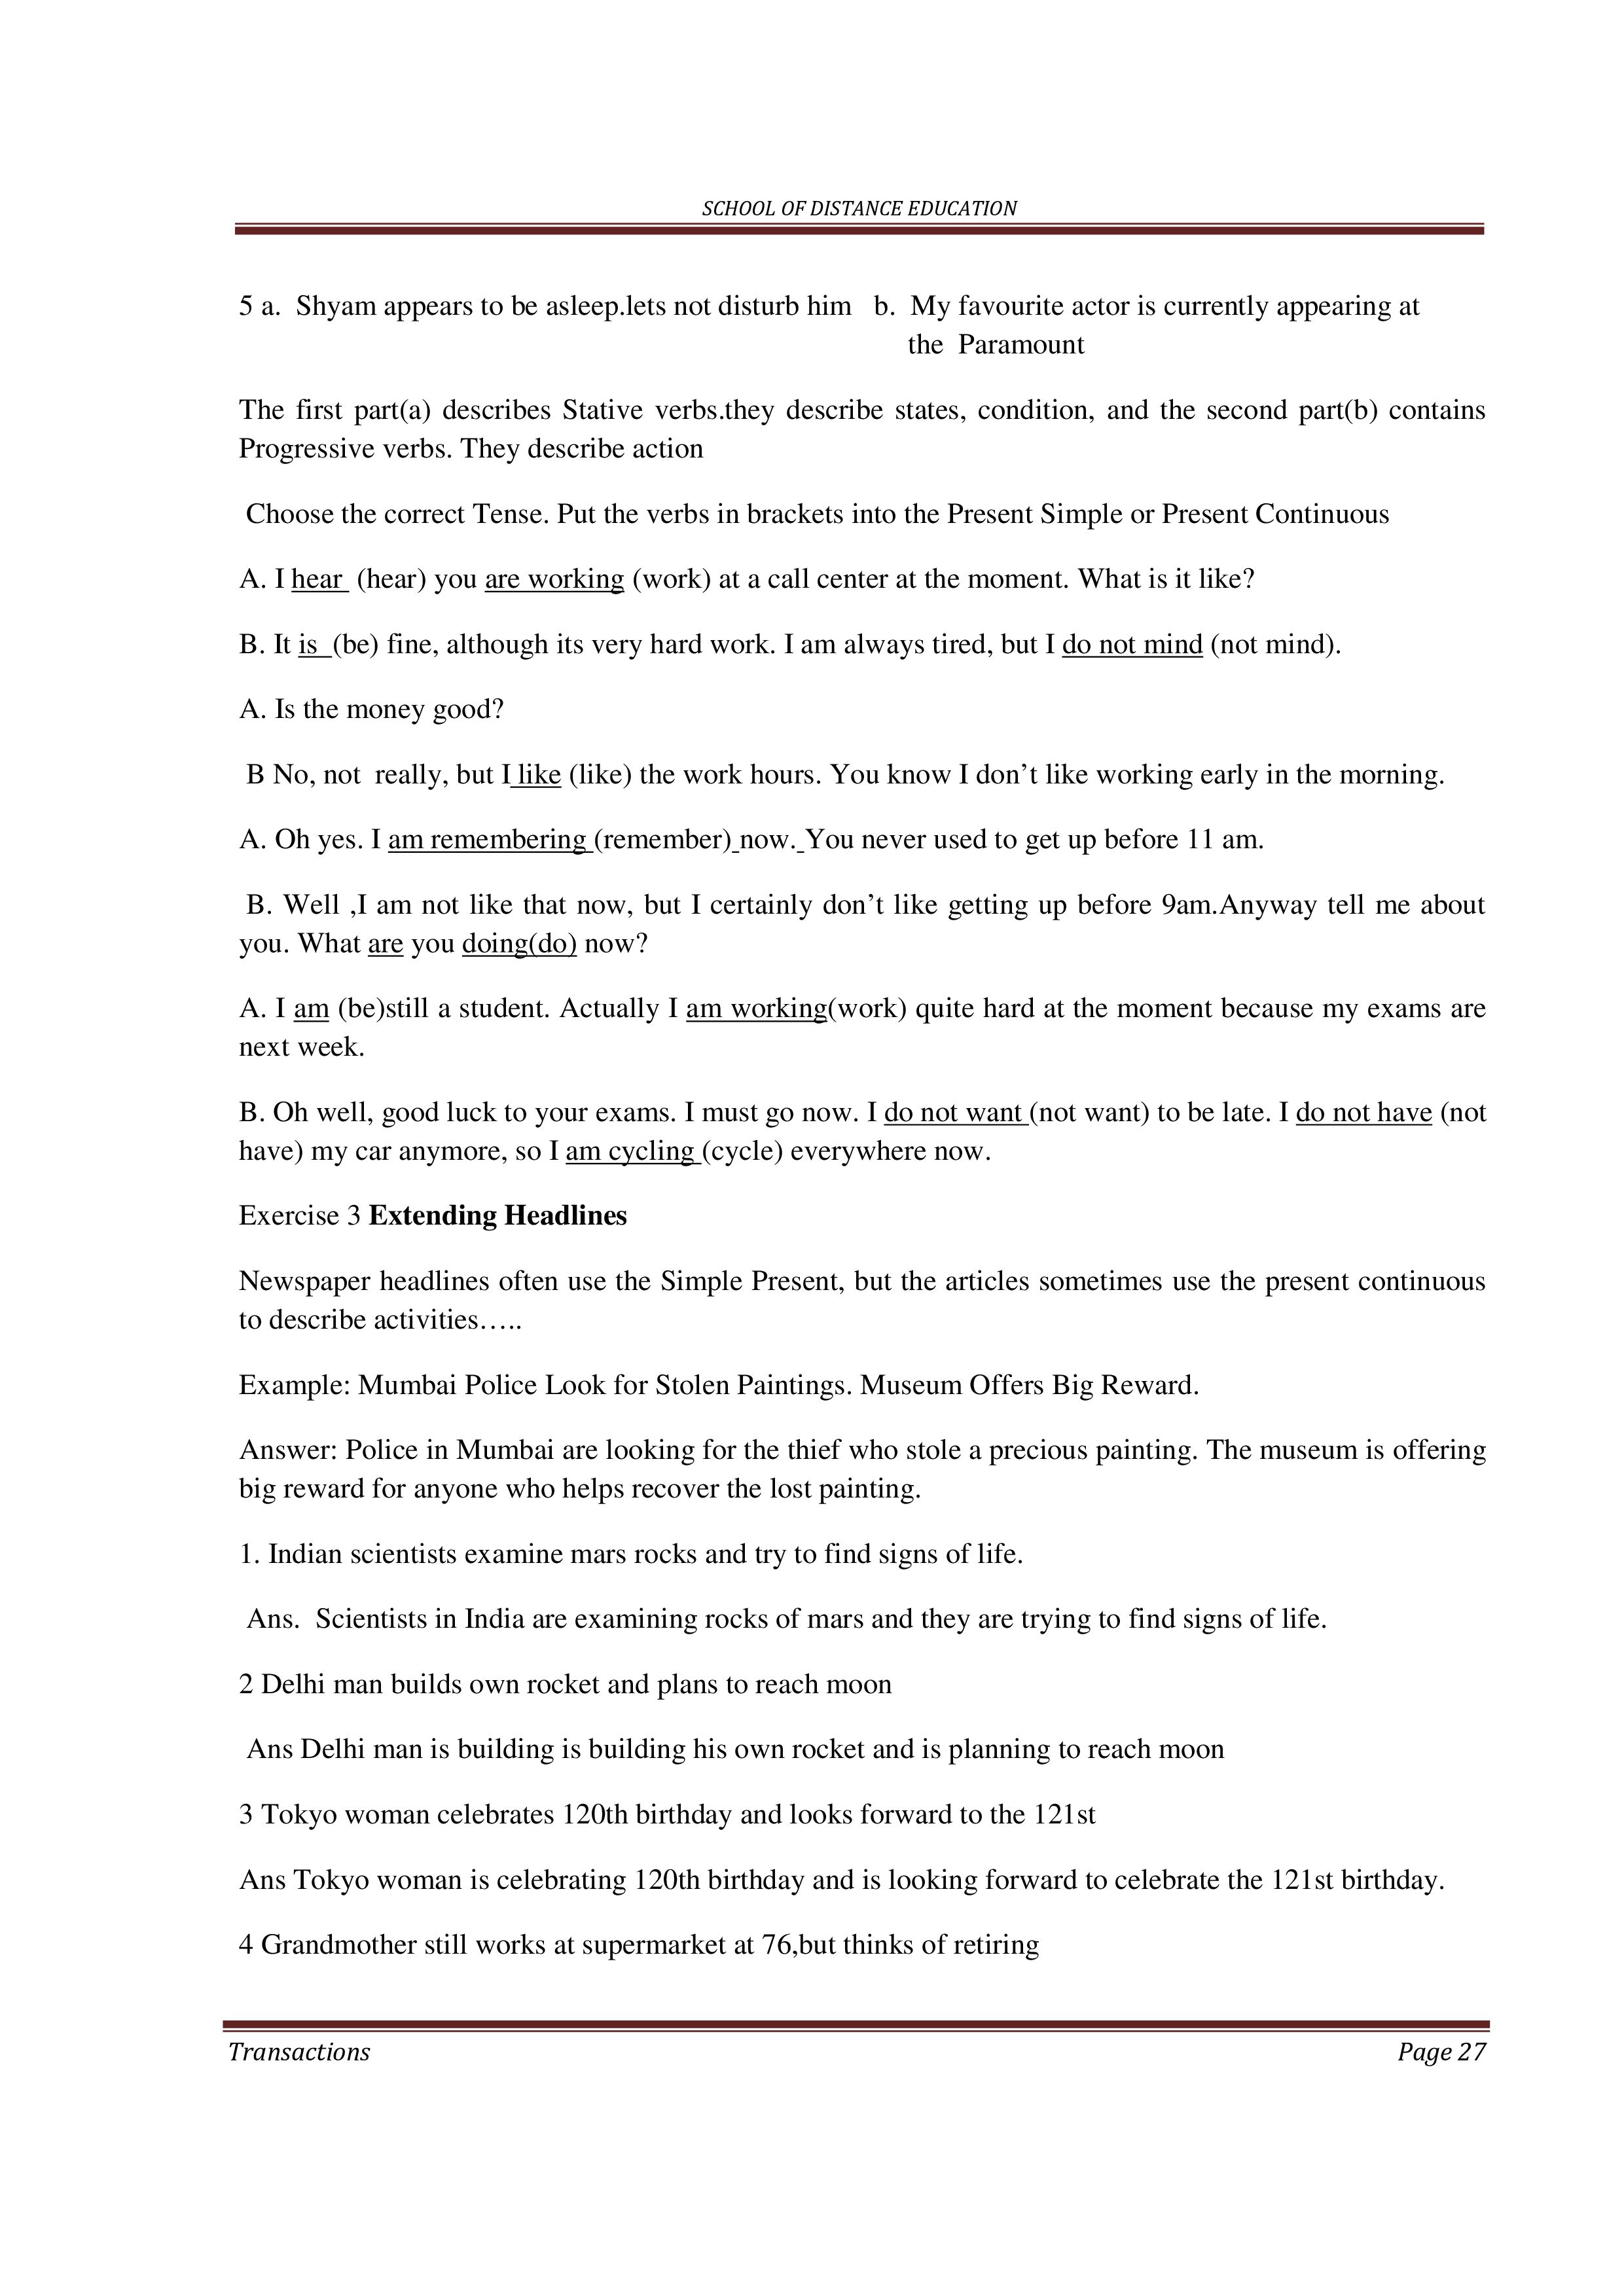 SCHOOL OF DISTANCE EDUCATION
5 a.  Shyam appears to be asleep.lets not disturb him   b.  My favourite actor is currently appearing at
the  Paramount
The first part(a) describes Stative verbs.they describe states, condition, and the second part(b) contains
Progressive verbs. They describe action
Choose the correct Tense. Put the verbs in brackets into the Present Simple or Present Continuous
A. I hear  (hear) you are working (work) at a call center at the moment. What is it like?
B. It is  (be) fine, although its very hard work. I am always tired, but I do not mind (not mind).
A. Is the money good?
B No, not  really, but I like (like) the work hours. You know I don’t like working early in the morning.
A. Oh yes. I am remembering (remember) now. You never used to get up before 11 am.
B. Well ,I am not like that now, but I certainly don’t like getting up before 9am.Anyway tell me about
you. What are you doing(do) now?
A. I am (be)still a student. Actually I am working(work) quite hard at the moment because my exams are
next week.
B. Oh well, good luck to your exams. I must go now. I do not want (not want) to be late. I do not have (not
have) my car anymore, so I am cycling (cycle) everywhere now.
Exercise 3 Extending Headlines
Newspaper headlines often use the Simple Present, but the articles sometimes use the present continuous
to describe activities…..
Example: Mumbai Police Look for Stolen Paintings. Museum Offers Big Reward.
Answer: Police in Mumbai are looking for the thief who stole a precious painting. The museum is offering
big reward for anyone who helps recover the lost painting.
1. Indian scientists examine mars rocks and try to find signs of life.
Ans.  Scientists in India are examining rocks of mars and they are trying to find signs of life.
2 Delhi man builds own rocket and plans to reach moon
Ans Delhi man is building is building his own rocket and is planning to reach moon
3 Tokyo woman celebrates 120th birthday and looks forward to the 121st
Ans Tokyo woman is celebrating 120th birthday and is looking forward to celebrate the 121st birthday.
4 Grandmother still works at supermarket at 76,but thinks of retiring
Transactions Page 27